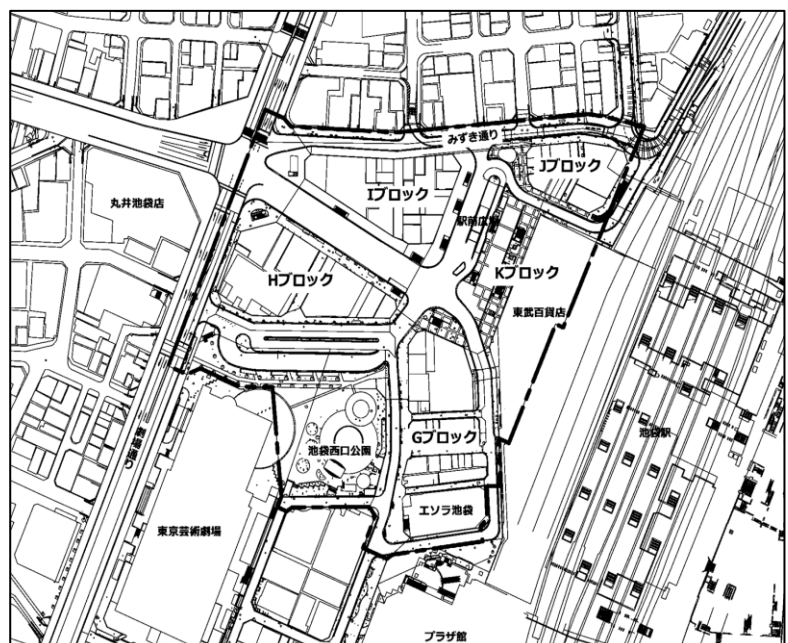 みずき通り
Jブロック
Iブロック
丸井池袋店
駅前広場
Kブロック
Hブロック
東武百貨店
池袋駅
Gブロック
池袋西口公園
劇場通り
エソラ池袋
東京芸術劇場
プラザ館